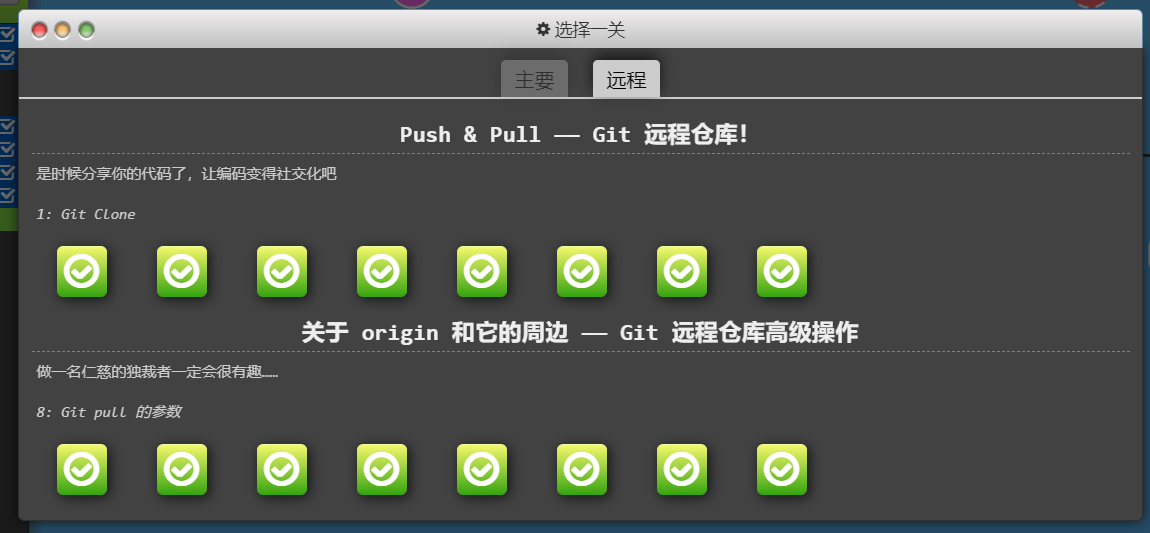 选择一关
主要 远程
Push & Pull —— Git 远程仓库!
是时候分享你的代码了，让编码变得社交化吧
1: Git Clone
关于 origin 和它的周边 —— Git 远程仓库高级操作
做一名仁慈的独裁者一定会很有趣……
8: Git pull 的参数